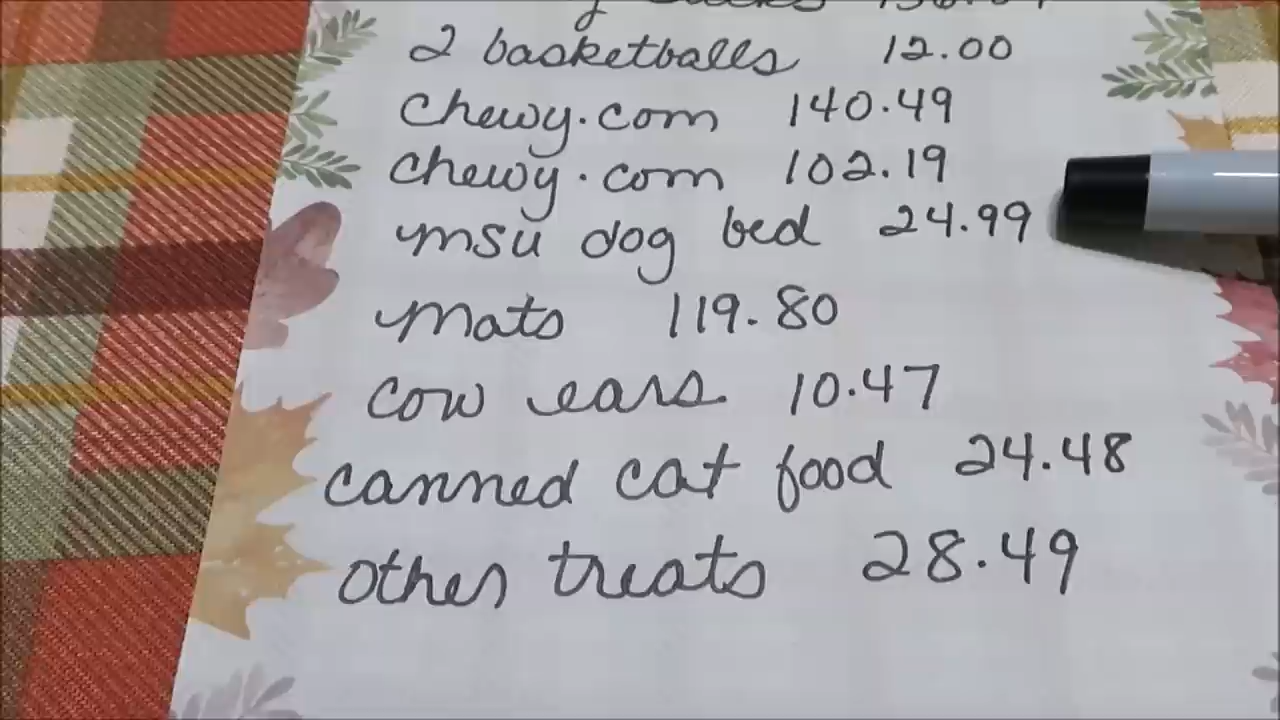 2 basketballs 12.00
chewy.com 140.49
chewy.com 102.19
msu dog bed 24.99
mats 119.80
cow ears 10.47
canned cat food 24.48
other treats 28.49